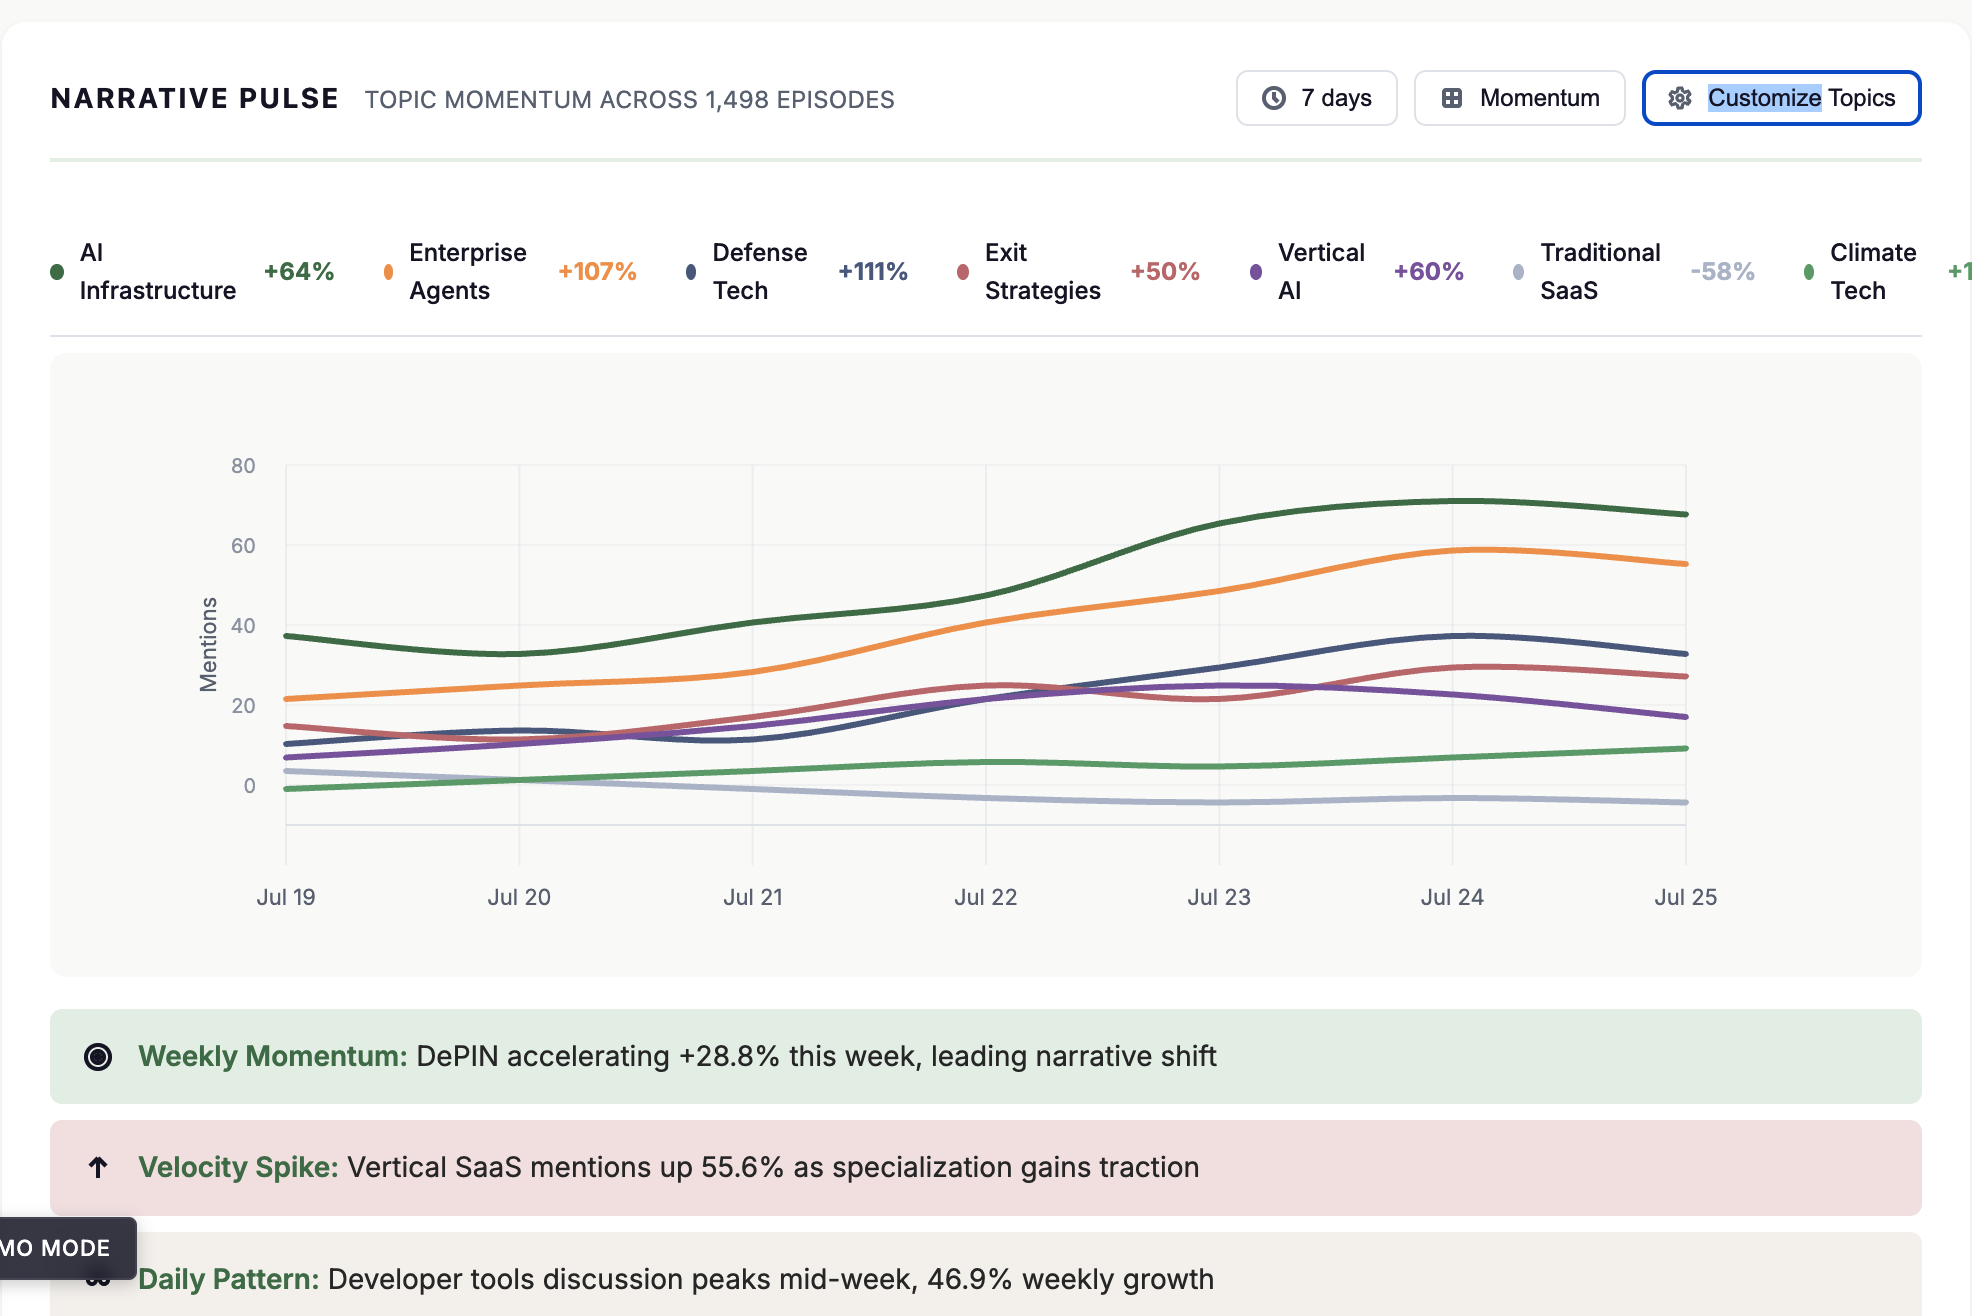 NARRATIVE PULSE TOPIC MOMENTUM ACROSS 1,498 EPISODES 7 days Momentum Customize Topics
AI Infrastructure +64%
Enterprise Agents +107%
Defense Tech +111%
Exit Strategies +50%
Vertical AI +60%
Traditional SaaS -58%
Climate Tech +1
80
60
40
20
0
Mentions
Jul 19 Jul 20 Jul 21 Jul 22 Jul 23 Jul 24 Jul 25
Weekly Momentum: DePIN accelerating +28.8% this week, leading narrative shift
Velocity Spike: Vertical SaaS mentions up 55.6% as specialization gains traction
MO MODE
Daily Pattern: Developer tools discussion peaks mid-week, 46.9% weekly growth